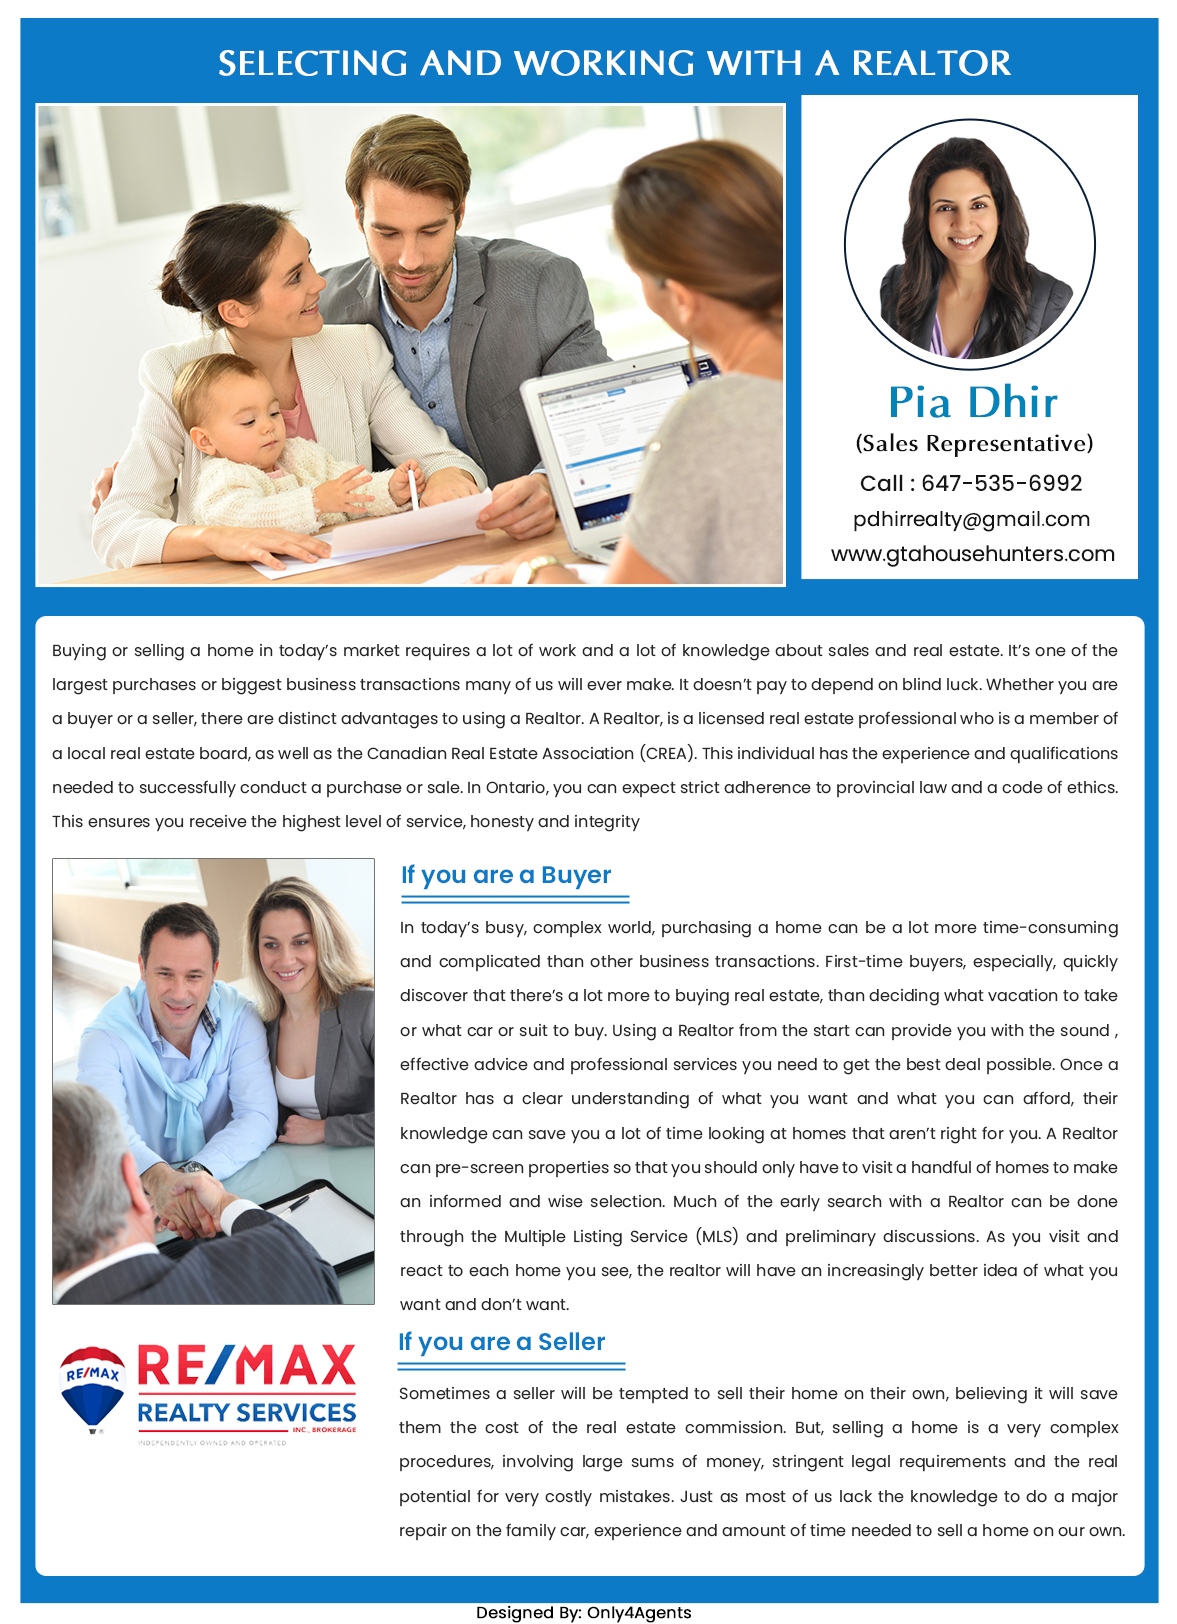 SELECTING AND WORKING WITH A REALTOR
Pia Dhir
(Sales Representative)
Call : 647-535-6992
pdhirrealty@gmail.com
www.gtahousehunters.com
Buying or selling a home in today’s market requires a lot of work and a lot of knowledge about sales and real estate. It’s one of the
largest purchases or biggest business transactions many of us will ever make. It doesn’t pay to depend on blind luck. Whether you are
a buyer or a seller, there are distinct advantages to using a Realtor. A Realtor, is a licensed real estate professional who is a member of
a local real estate board, as well as the Canadian Real Estate Association (CREA). This individual has the experience and qualifications
needed to successfully conduct a purchase or sale. In Ontario, you can expect strict adherence to provincial law and a code of ethics.
This ensures you receive the highest level of service, honesty and integrity
If you are a Buyer
In today’s busy, complex world, purchasing a home can be a lot more time-consuming
and complicated than other business transactions. First-time buyers, especially, quickly
discover that there’s a lot more to buying real estate, than deciding what vacation to take
or what car or suit to buy. Using a Realtor from the start can provide you with the sound ,
effective advice and professional services you need to get the best deal possible. Once a
Realtor has a clear understanding of what you want and what you can afford, their
knowledge can save you a lot of time looking at homes that aren’t right for you. A Realtor
can pre-screen properties so that you should only have to visit a handful of homes to make
an informed and wise selection. Much of the early search with a Realtor can be done
through the Multiple Listing Service (MLS) and preliminary discussions. As you visit and
react to each home you see, the realtor will have an increasingly better idea of what you
want and don’t want.
If you are a Seller
Sometimes a seller will be tempted to sell their home on their own, believing it will save
them the cost of the real estate commission. But, selling a home is a very complex
procedures, involving large sums of money, stringent legal requirements and the real
potential for very costly mistakes. Just as most of us lack the knowledge to do a major
repair on the family car, experience and amount of time needed to sell a home on our own.
RE/MAX
RE/MAX
REALTY SERVICES
INC., BROKERAGE
INDEPENDENTLY OWNED AND OPERATED
Designed By: Only4Agents